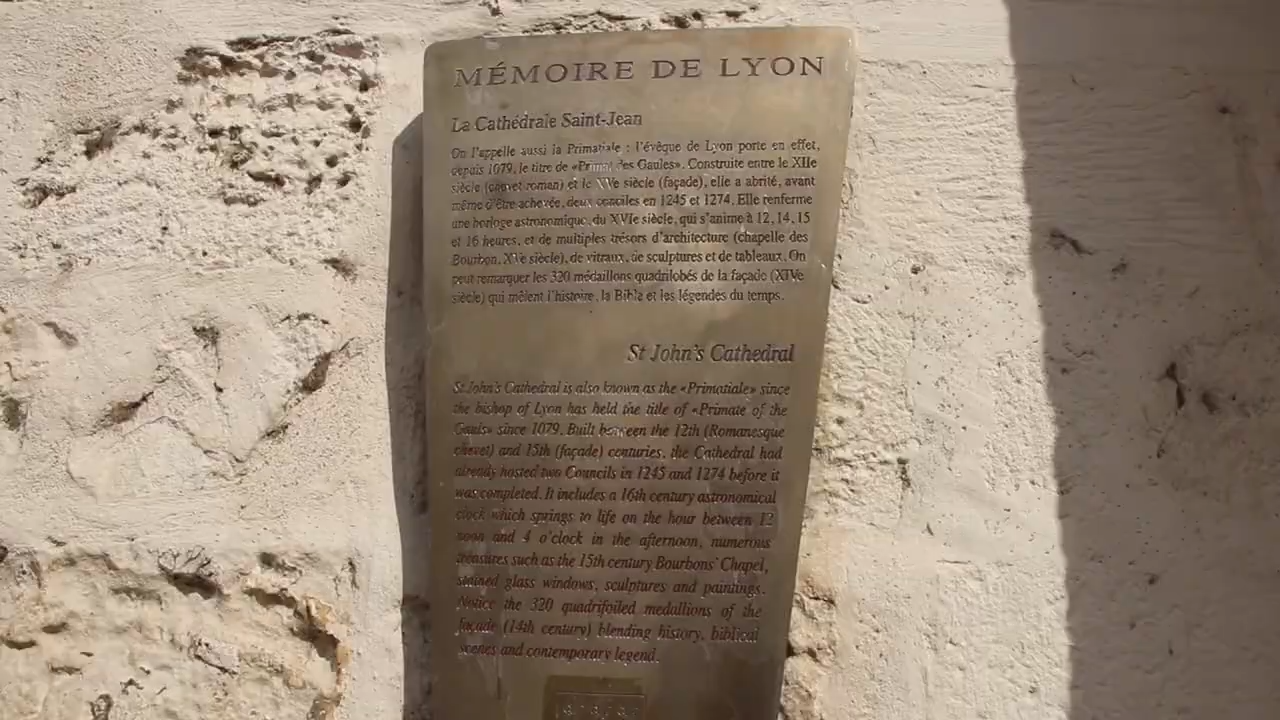 MÉMOIRE DE LYON
La Cathédrale Saint-Jean
On l'appelle aussi la Primatiale : l'évêque de Lyon porte en effet,
depuis 1079, le titre de «Primat des Gaules». Construite entre le XIIe
siècle (chevet roman) et le XVe siècle (façade), elle a abrité, avant
même d'être achevée, deux conciles en 1245 et 1274. Elle renferme
une horloge astronomique, du XVIe siècle, qui s'anime à 12, 14, 15
et 16 heures, et de multiples trésors d'architecture (chapelle des
Bourbon, XVe siècle), de vitraux, de sculptures et de tableaux. On
peut remarquer les 320 médaillons quadrilobés de la façade (XIVe
siècle) qui mêlent l'histoire, la Bible et les légendes du temps.
St John's Cathedral
St John's Cathedral is also known as the «Primatiale» since
the bishop of Lyon has held the title of «Primate of the
Gauls» since 1079. Built between the 12th (Romanesque
chevet) and 15th (façade) centuries, the Cathedral had
already hosted two Councils in 1245 and 1274 before it
was completed. It includes a 16th century astronomical
clock which springs to life on the hour between 12
noon and 4 o'clock in the afternoon, numerous
treasures such as the 15th century Bourbons' Chapel,
stained glass windows, sculptures and paintings.
Notice the 320 quadrifoiled medallions of the
façade (14th century) blending history, biblical
scenes and contemporary legend.